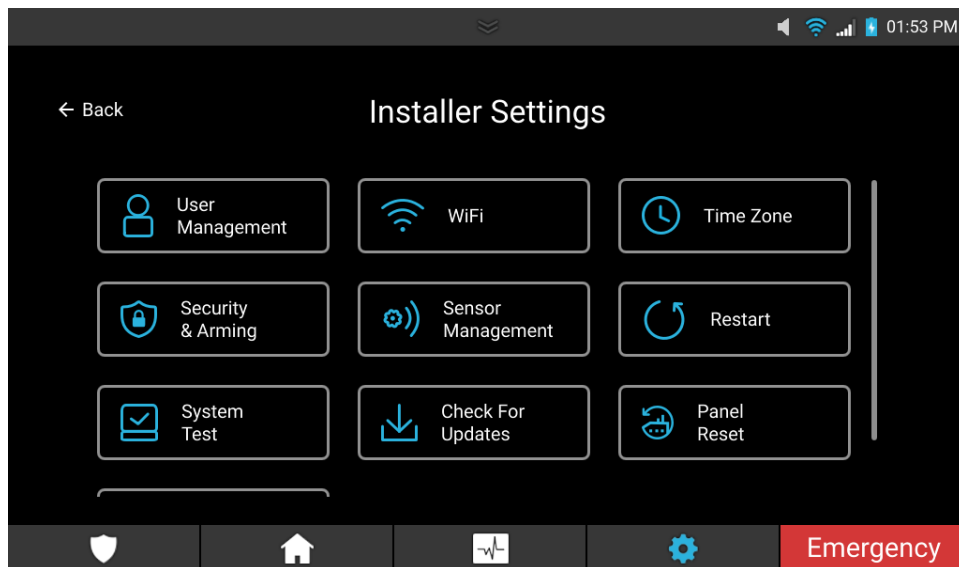 01:53 PM
← Back
Installer Settings
User
Management
WiFi
Time Zone
Security
& Arming
Sensor
Management
Restart
System
Test
Check For
Updates
Panel
Reset
Emergency